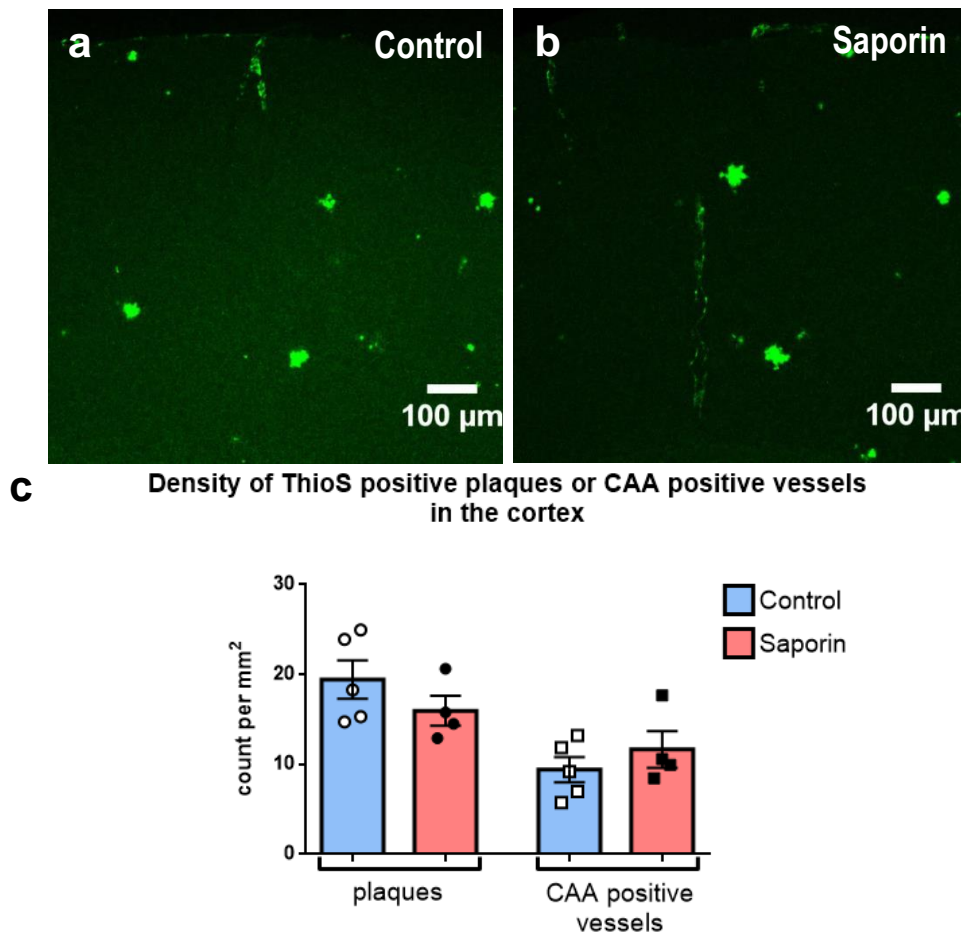 a
Control
b
Saporin
100 µm
100 µm
c
Density of ThioS positive plaques or CAA positive vessels
in the cortex
count per mm²
30
20
10
0
Control
Saporin
plaques
CAA positive
vessels